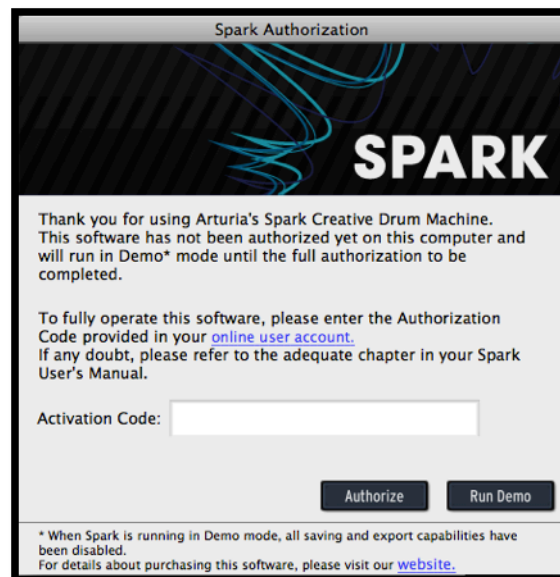 Spark Authorization
SPARK
Thank you for using Arturia's Spark Creative Drum Machine.
This software has not been authorized yet on this computer and
will run in Demo* mode until the full authorization to be
completed.
To fully operate this software, please enter the Authorization
Code provided in your online user account.
If any doubt, please refer to the adequate chapter in your Spark
User's Manual.
Activation Code:
Authorize Run Demo
* When Spark is running in Demo mode, all saving and export capabilities have
been disabled.
For details about purchasing this software, please visit our website.